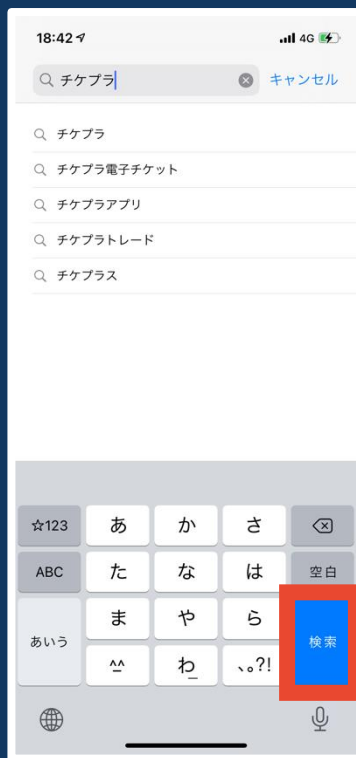 18:42
4G
チケプラ
キャンセル
チケプラ
チケプラ電子チケット
チケプラアプリ
チケプラトレード
チケプラス
☆123 あ か さ
ABC た な は 空白
あいう ま や ら 検索
^^ わ_ 、。?!